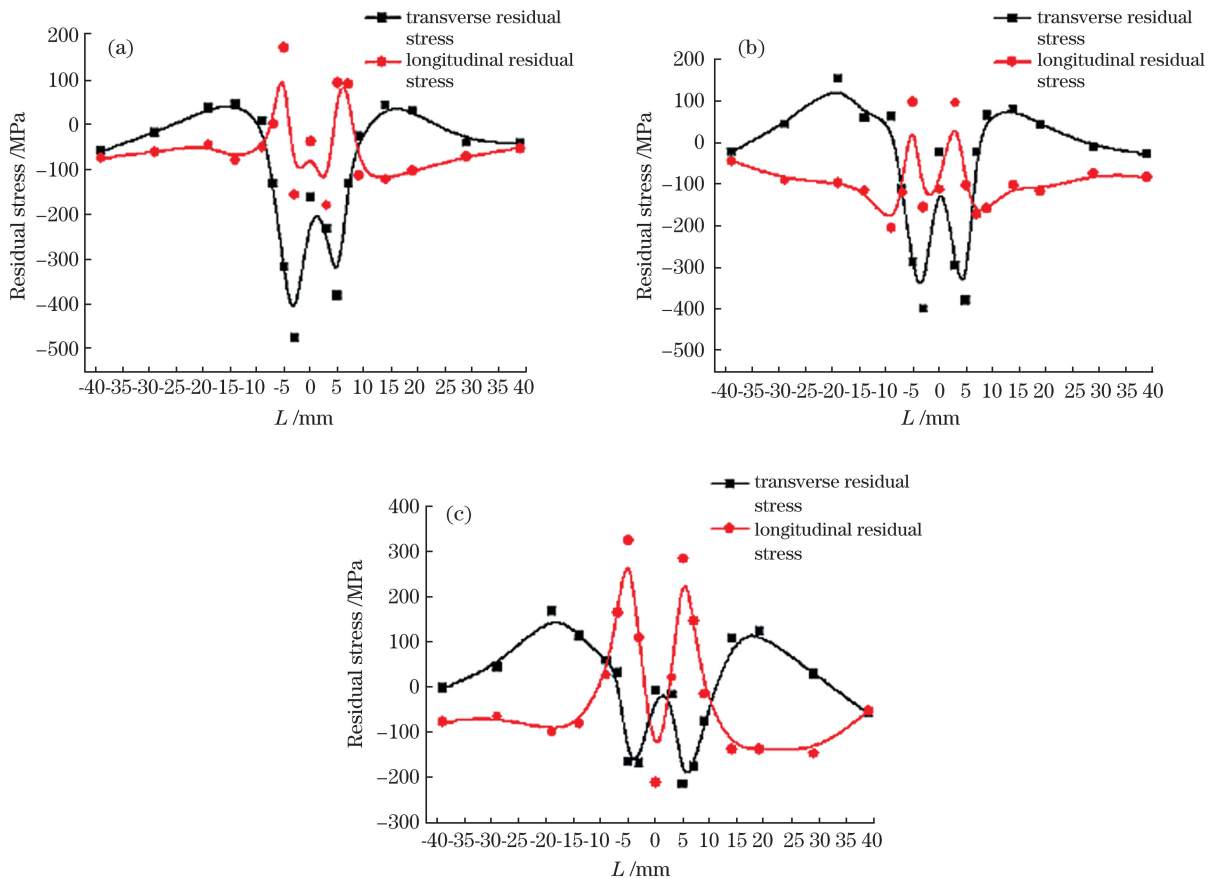 (a)
transverse residual
stress
longitudinal residual
stress
200
100
0
−100
−200
−300
−400
−500
Residual stress /MPa
-40-35-30-25-20-15-10 -5 0 5 10 15 20 25 30 35 40
L /mm
(b)
transverse residual
stress
longitudinal residual
stress
200
100
0
−100
−200
−300
−400
−500
Residual stress /MPa
-40-35-30-25-20-15-10 -5 0 5 10 15 20 25 30 35 40
L /mm
(c)
transverse residual
stress
longitudinal residual
stress
400
300
200
100
0
−100
−200
−300
Residual stress /MPa
-40-35-30-25-20-15-10 -5 0 5 10 15 20 25 30 35 40
L /mm